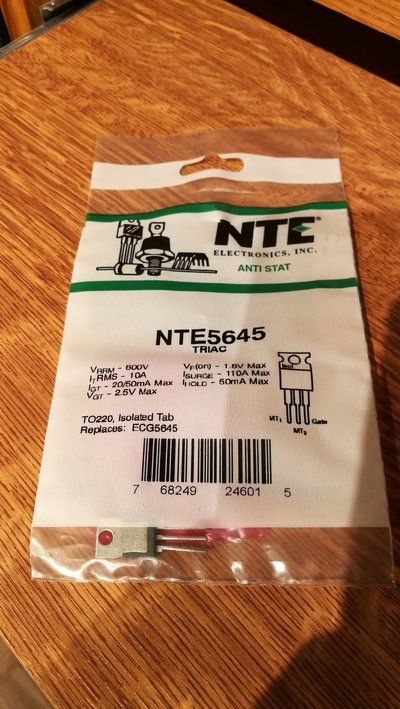 NTE®
ELECTRONICS, INC.
ANTI STAT
NTE5645
TRIAC
VRRM - 600V VF(on) - 1.6V Max
ITRMS - 10A ISURGE - 110A Max
IGT - 20/50mA Max IHOLD - 50mA Max
VGT - 2.5V Max
TO220, Isolated Tab
Replaces: ECG5645
MT1 Gate
MT2
7 68249 24601 5